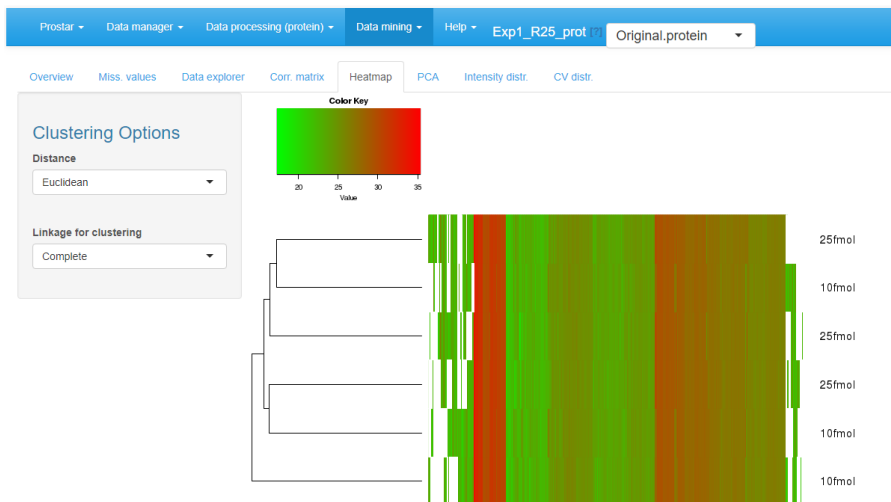 Prostar Data manager Data processing (protein) Data mining Help Exp1_R25_prot [?] Original.protein
Overview Miss. values Data explorer Corr. matrix Heatmap PCA Intensity distr. CV distr.
Color Key
Clustering Options
Distance
Euclidean
20 25 30 35
Value
Linkage for clustering
Complete
25fmol
10fmol
25fmol
25fmol
10fmol
10fmol